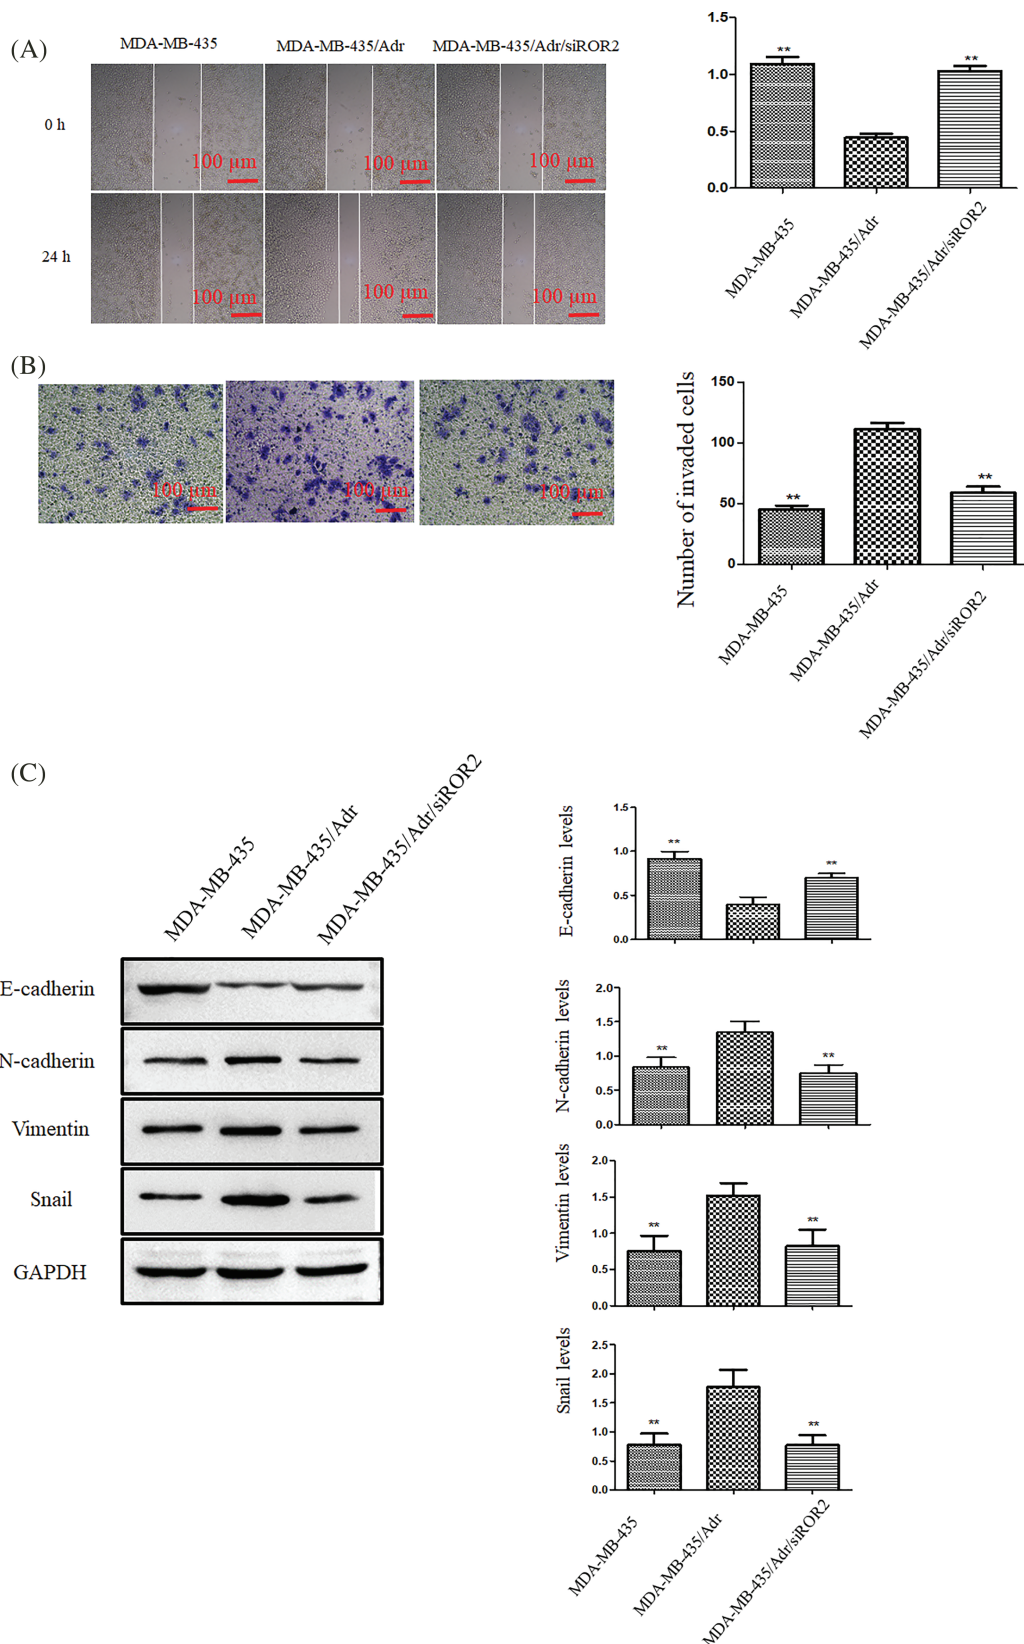 (A)
MDA-MB-435
MDA-MB-435/Adr
MDA-MB-435/Adr/siROR2
0 h
100 µm
100 µm
100 µm
24 h
100 µm
100 µm
100 µm
1.5
1.0
0.5
0.0
**
**
MDA-MB-435
MDA-MB-435/Adr
MDA-MB-435/Adr/siROR2
(B)
100 µm
100 µm
100 µm
Number of invaded cells
150
100
50
0
**
**
MDA-MB-435
MDA-MB-435/Adr
MDA-MB-435/Adr/siROR2
(C)
MDA-MB-435
MDA-MB-435/Adr
MDA-MB-435/Adr/siROR2
E-cadherin
N-cadherin
Vimentin
Snail
GAPDH
E-cadherin levels
1.5
1.0
0.5
0.0
**
**
N-cadherin levels
2.0
1.5
1.0
0.5
0.0
**
**
Vimentin levels
2.0
1.5
1.0
0.5
0.0
**
**
Snail levels
2.5
2.0
1.5
1.0
0.5
0.0
**
**
MDA-MB-435
MDA-MB-435/Adr
MDA-MB-435/Adr/siROR2